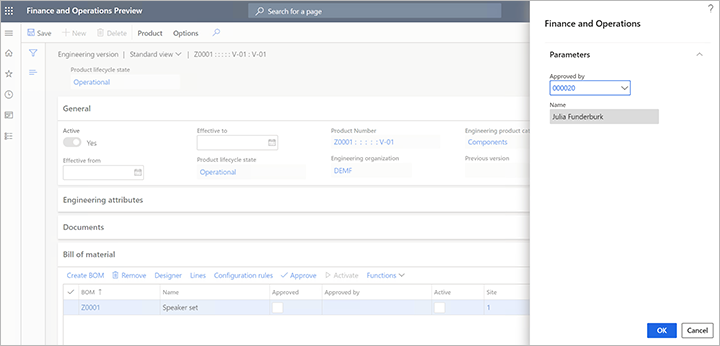 Finance and Operations Preview
Search for a page
?
Finance and Operations
Save New Delete Product Options
Engineering version | Standard view | Z0001 : : : : : V-01 : V-01
Product lifecycle state
Operational
General
Active
Yes
Effective to
Product Number
Z0001 : : : : : V-01
Engineering product cat
Components
Effective from
Product lifecycle state
Operational
Engineering organization
DEMF
Previous version
Engineering attributes
Documents
Bill of material
Create BOM Remove Designer Lines Configuration rules Approve Activate Functions
BOM Name Approved Approved by Active Site
Z0001 Speaker set 1
Parameters
Approved by
000020
Name
Julia Funderburk
OK Cancel